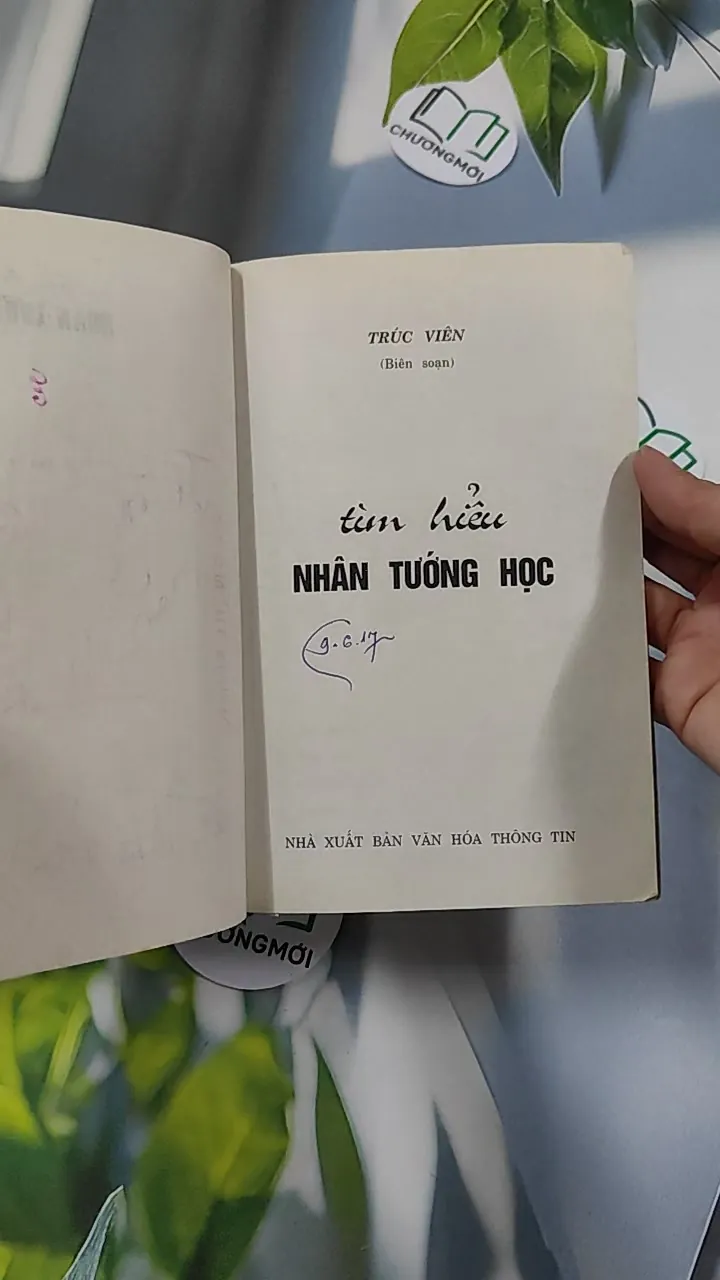 CHƯƠNGMỚI
TRÚC VIÊN
(Biên soạn)
tìm hiểu
NHÂN TƯỚNG HỌC
9.6.17
NHÀ XUẤT BẢN VĂN HÓA THÔNG TIN
ƯƠNGMỚI